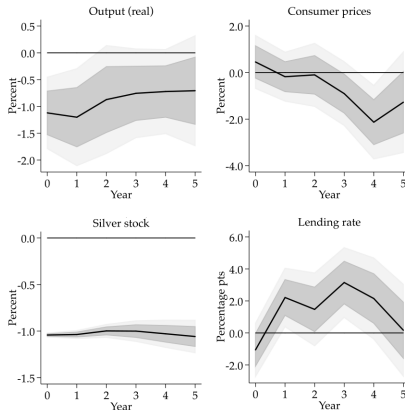 Output (real)
0.5
0.0
-0.5
-1.0
-1.5
-2.0
Percent
0 1 2 3 4 5
Year
Consumer prices
2.0
0.0
-2.0
-4.0
Percent
0 1 2 3 4 5
Year
Silver stock
0.0
-0.5
-1.0
-1.5
Percent
0 1 2 3 4 5
Year
Lending rate
6.0
4.0
2.0
0.0
-2.0
Percentage pts
0 1 2 3 4 5
Year